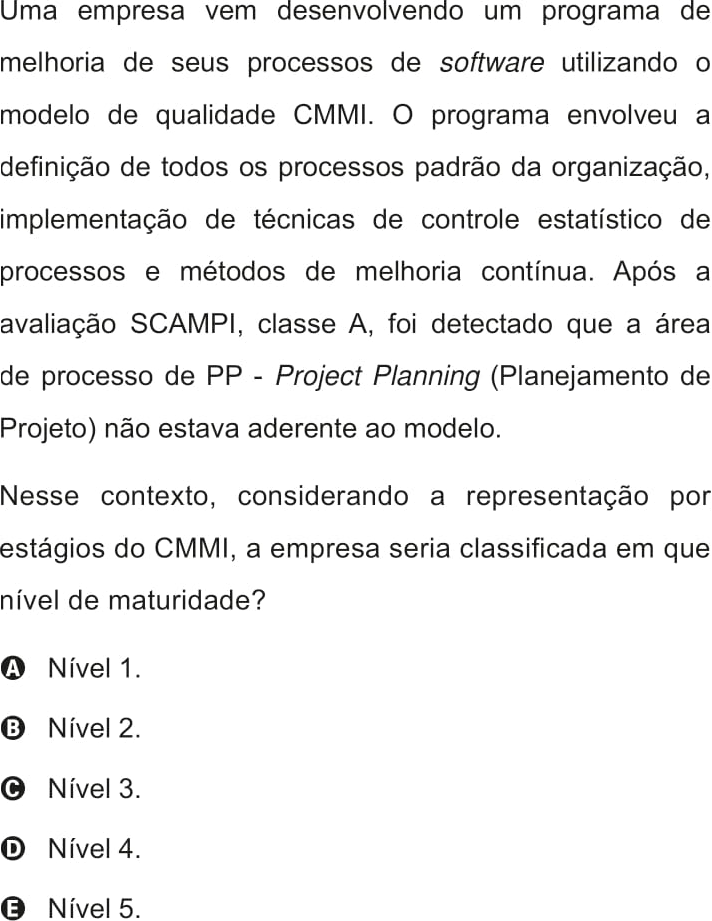 Uma empresa vem desenvolvendo um programa de
melhoria de seus processos de software utilizando o
modelo de qualidade CMMI. O programa envolveu a
definição de todos os processos padrão da organização,
implementação de técnicas de controle estatístico de
processos e métodos de melhoria contínua. Após a
avaliação SCAMPI, classe A, foi detectado que a área
de processo de PP - Project Planning (Planejamento de
Projeto) não estava aderente ao modelo.
Nesse contexto, considerando a representação por
estágios do CMMI, a empresa seria classificada em que
nível de maturidade?
A Nível 1.
B Nível 2.
C Nível 3.
D Nível 4.
E Nível 5.